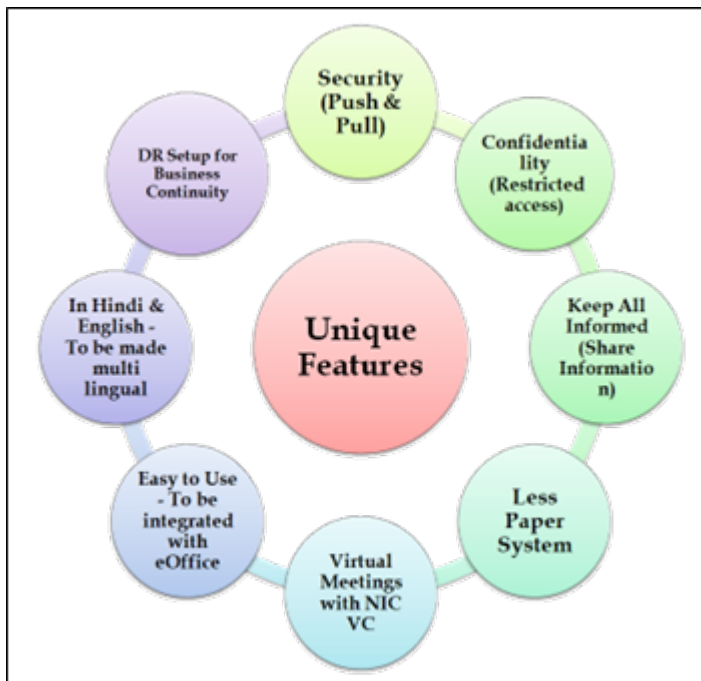 Security
(Push &
Pull)
Confidentia
lity
(Restricted
access)
Keep All
Informed
(Share
Informatio
n)
Less
Paper
System
Virtual
Meetings
with NIC
VC
Easy to Use
- To be
integrated
with
eOffice
In Hindi &
English -
To be made
multi
lingual
DR Setup for
Business
Continuity
Unique
Features